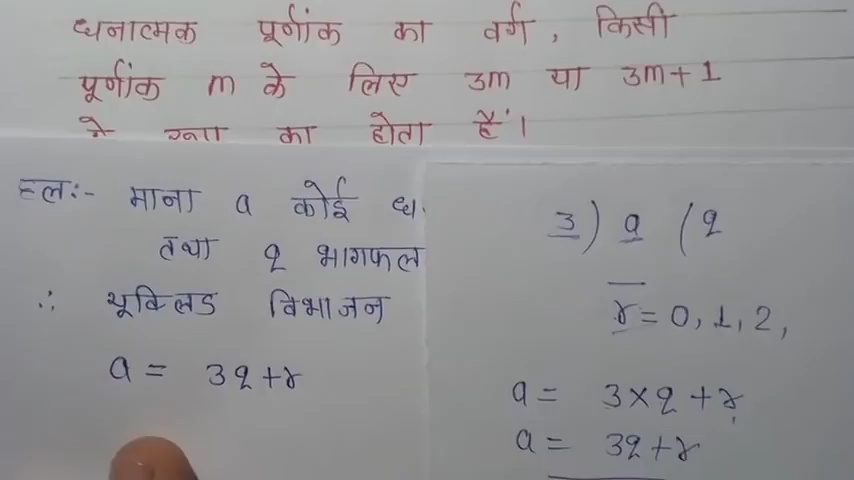 धनात्मक पूर्णांक का वर्ग, किसी
पूर्णांक m के लिए 3m या 3m+1
का होता है।
हल:- माना a कोई ध
तथा q भागफल
∴ यूक्लिड विभाजन
a = 3q+r
3) a (q
r = 0, 1, 2,
a = 3×q + r
a = 3q+r